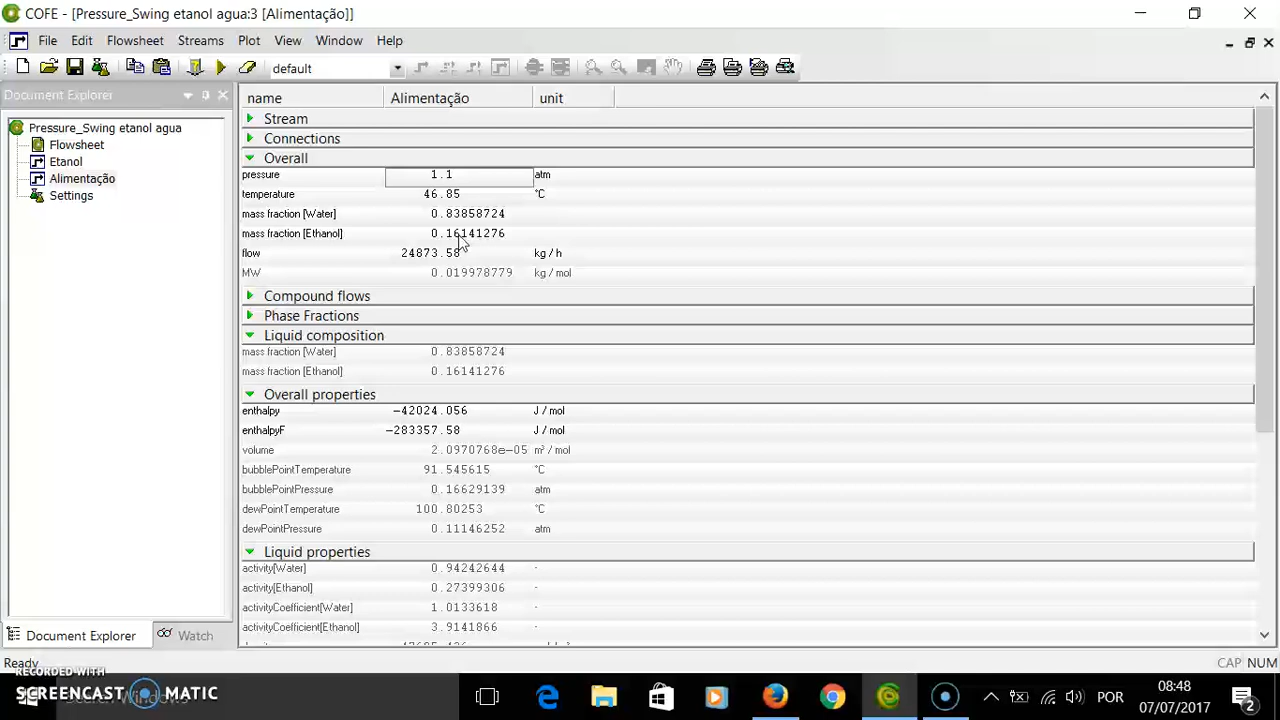 COFE - [Pressure_Swing etanol agua:3 [Alimentação]]
File Edit Flowsheet Streams Plot View Window Help
default
Document Explorer
Pressure_Swing etanol agua
Flowsheet
Etanol
Alimentação
Settings
name Alimentação unit
Stream
Connections
Overall
pressure 1.1 atm
temperature 46.85 °C
mass fraction [Water] 0.83858724
mass fraction [Ethanol] 0.16141276
flow 24873.58 kg / h
MW 0.019978779 kg / mol
Compound flows
Phase Fractions
Liquid composition
mass fraction [Water] 0.83858724
mass fraction [Ethanol] 0.16141276
Overall properties
enthalpy -42024.056 J / mol
enthalpyF -283357.58 J / mol
volume 2.0970768e-05 m³ / mol
bubblePointTemperature 91.545615 °C
bubblePointPressure 0.16629139 atm
dewPointTemperature 100.80253 °C
dewPointPressure 0.11146252 atm
Liquid properties
activity[Water] 0.94242644 -
activity[Ethanol] 0.27399306 -
activityCoefficient[Water] 1.0133618 -
activityCoefficient[Ethanol] 3.9141866 -
Document Explorer Watch
Ready CAP NUM
RECORDED WITH
SCREENCAST MATIC
POR
08:48
07/07/2017
2